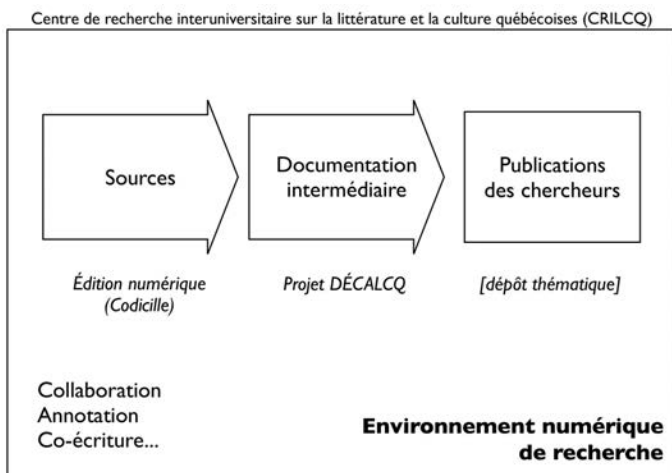 Centre de recherche interuniversitaire sur la littérature et la culture québécoises (CRILCQ)
Sources
Documentation
intermédiaire
Publications
des chercheurs
Édition numérique
(Codicille)
Projet DÉCALCQ
[dépôt thématique]
Collaboration
Annotation
Co-écriture...
Environnement numérique
de recherche